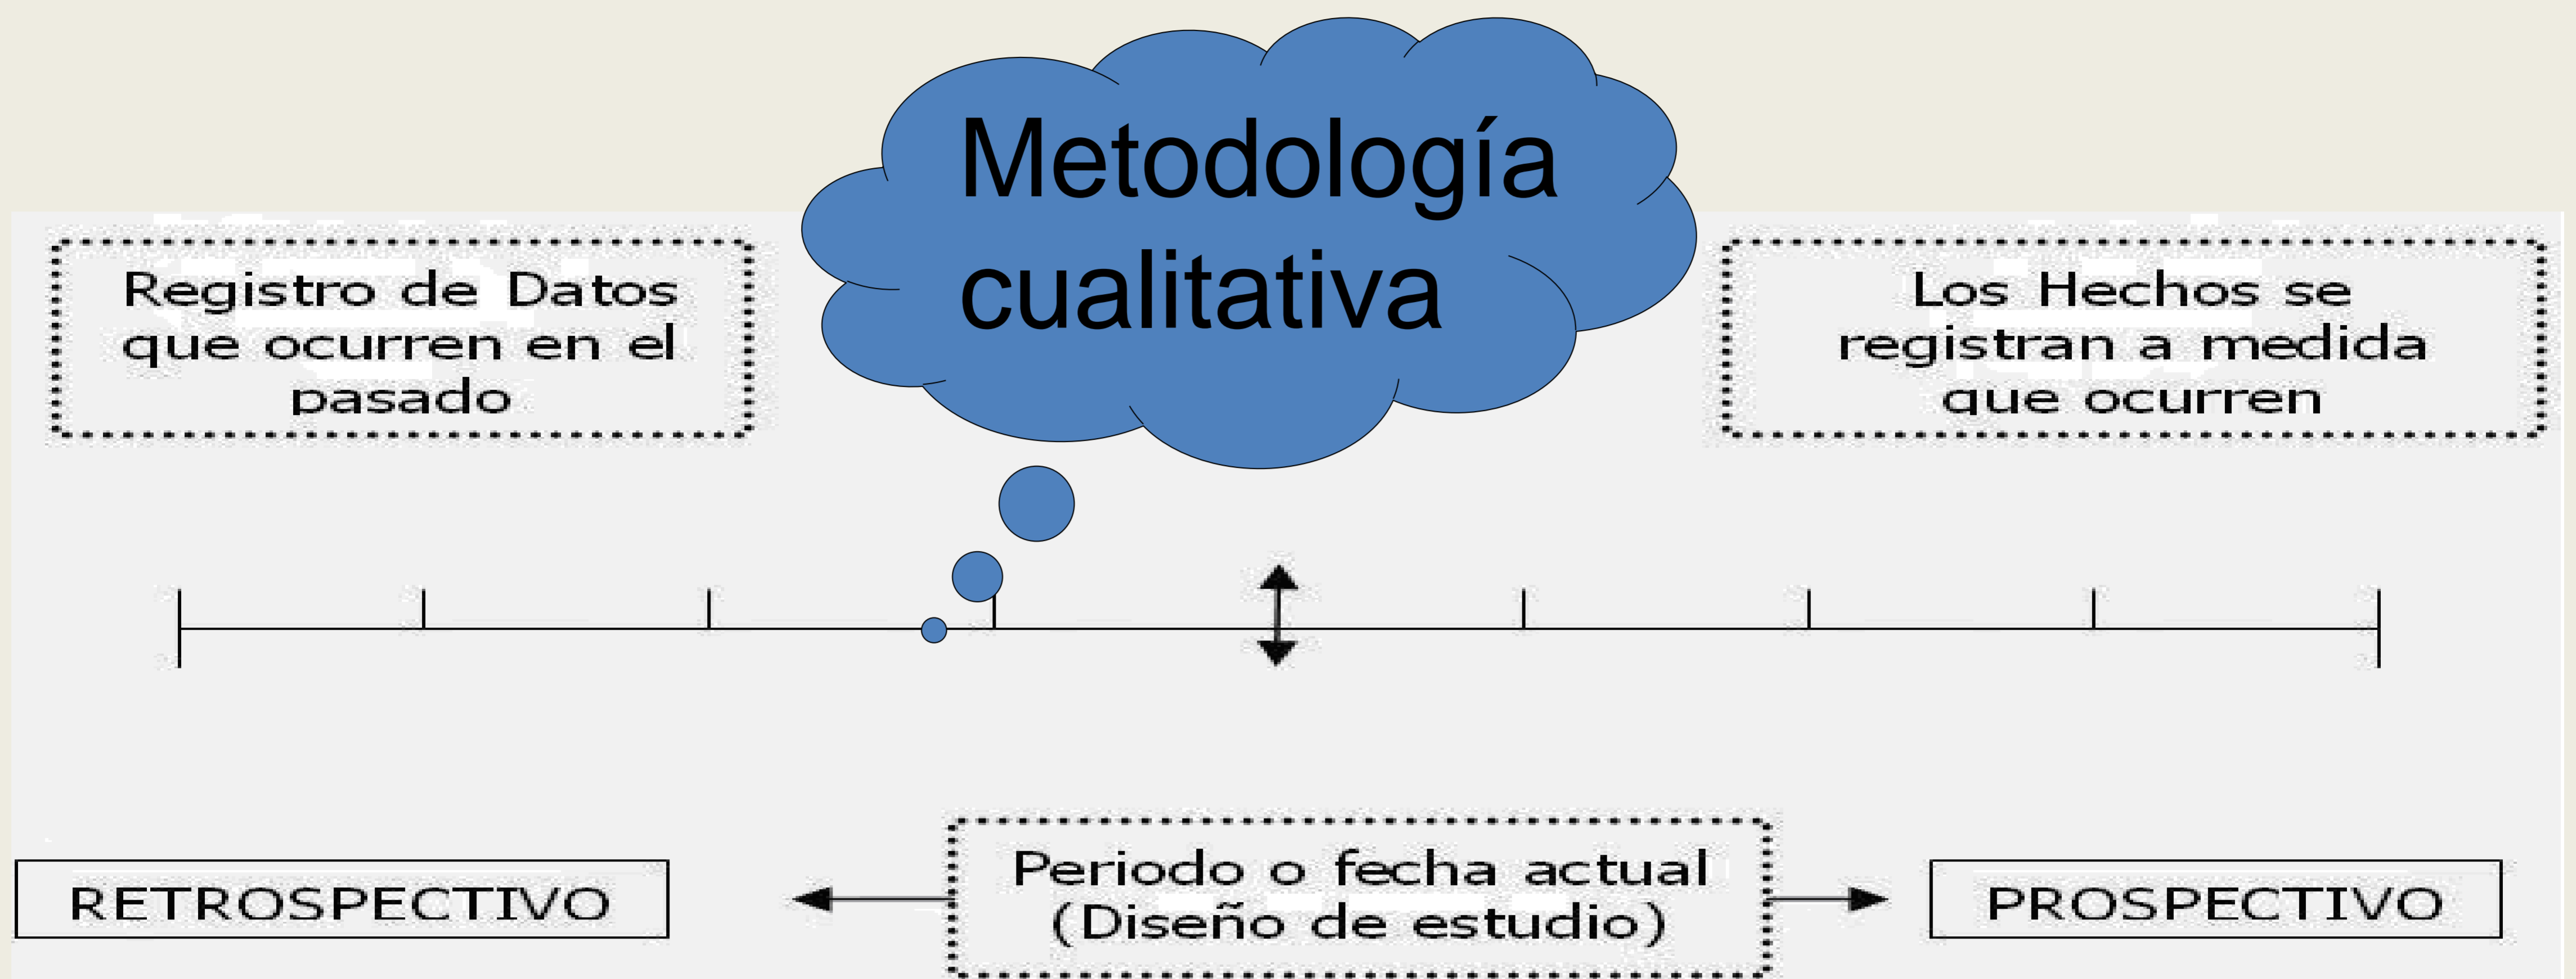 Metodología
cualitativa
Registro de Datos
que ocurren en el
pasado
Los Hechos se
registran a medida
que ocurren
RETROSPECTIVO
Periodo o fecha actual
(Diseño de estudio)
PROSPECTIVO